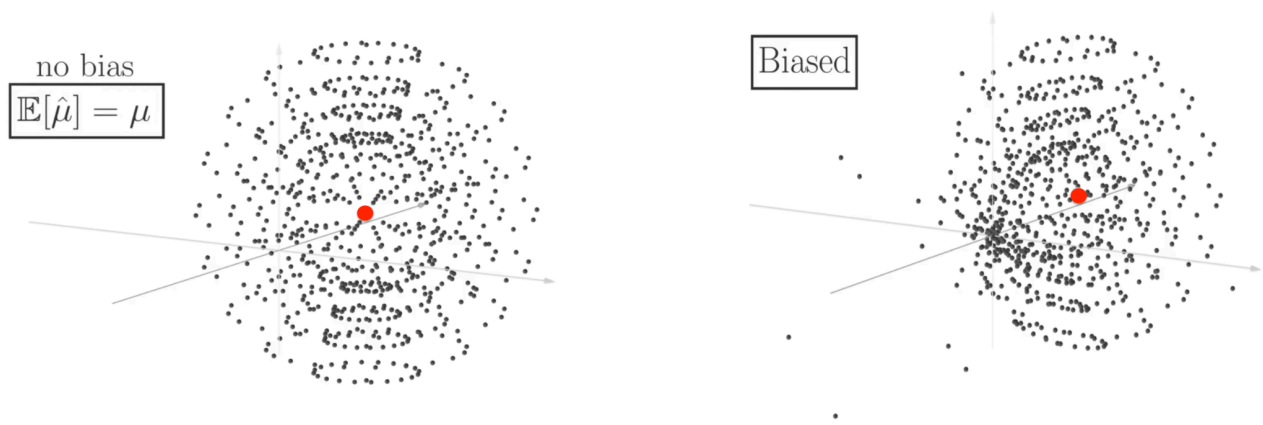 no bias
𝔼[μ̂] = μ
Biased